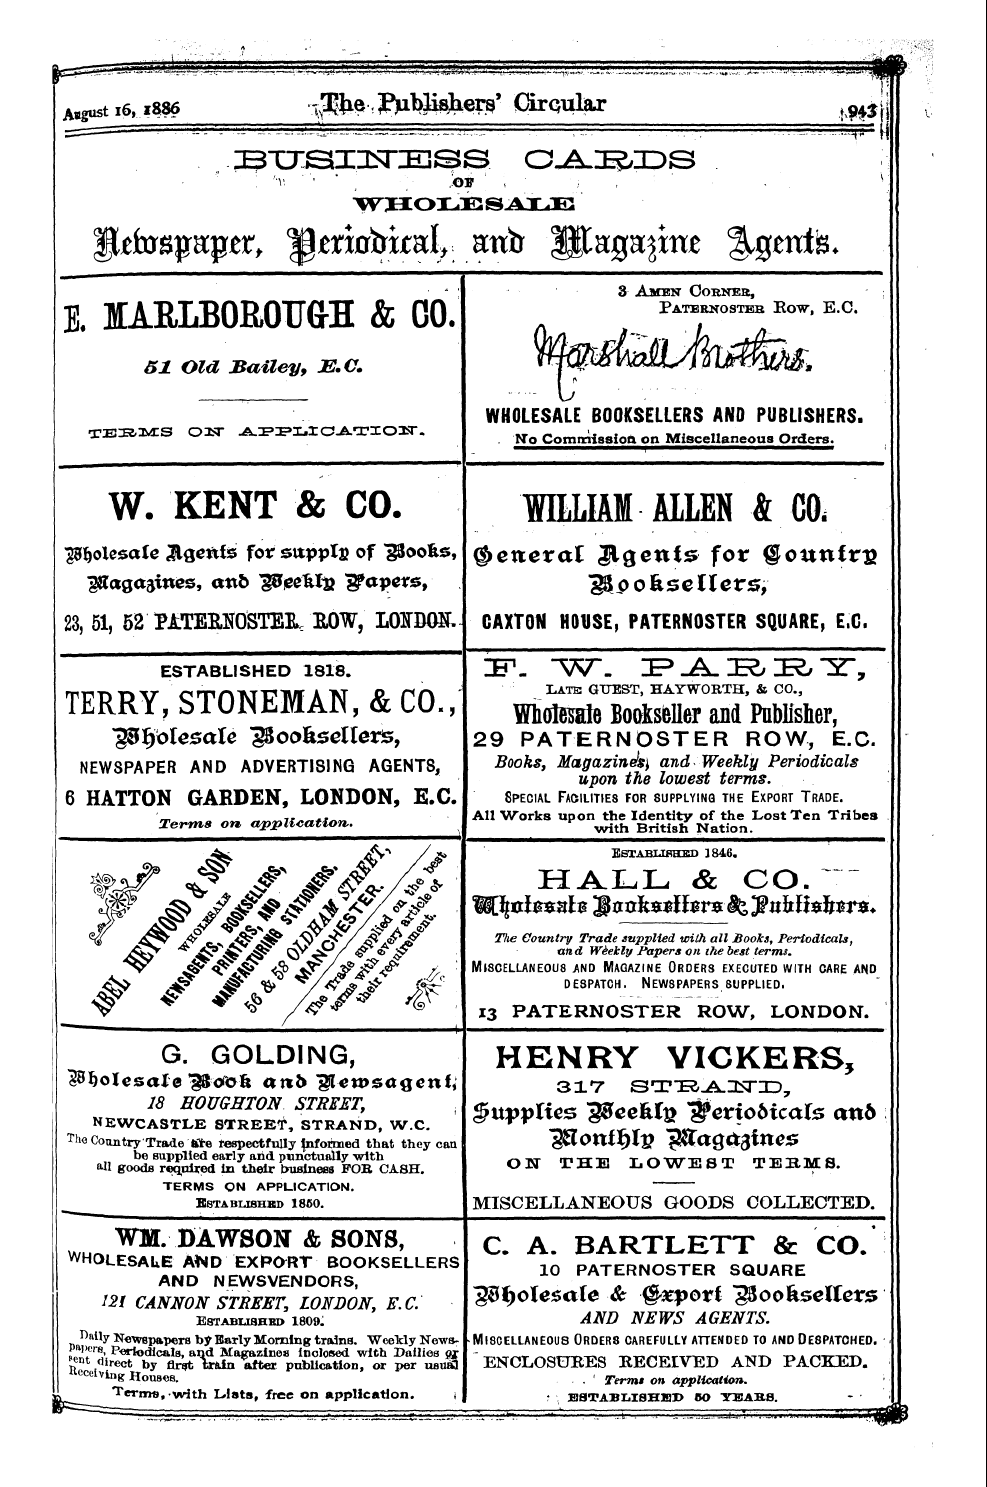 August 16, 1886 The Publishers' Circular 943
BUSINESS CARDS
OF
WHOLESALE
Newspaper, Periodical, and Magazine Agents.
E. MARLBOROUGH & CO.
51 Old Bailey, E.C.
TERMS ON APPLICATION.
3 AMEN CORNER,
PATERNOSTER ROW, E.C.
Marshall Brothers.
WHOLESALE BOOKSELLERS AND PUBLISHERS.
No Commission on Miscellaneous Orders.
W. KENT & CO.
Wholesale Agents for supply of Books,
Magazines, and Weekly Papers,
23, 51, 52 PATERNOSTER ROW, LONDON.
WILLIAM ALLEN & CO.
General Agents for Country
Booksellers,
CAXTON HOUSE, PATERNOSTER SQUARE, E.C.
ESTABLISHED 1818.
TERRY, STONEMAN, & CO.,
Wholesale Booksellers,
NEWSPAPER AND ADVERTISING AGENTS,
6 HATTON GARDEN, LONDON, E.C.
Terms on application.
F. W. PARRY,
LATE GUEST, HAYWORTH, & CO.,
Wholesale Bookseller and Publisher,
29 PATERNOSTER ROW, E.C.
Books, Magazines, and Weekly Periodicals
upon the lowest terms.
SPECIAL FACILITIES FOR SUPPLYING THE EXPORT TRADE.
All Works upon the Identity of the Lost Ten Tribes
with British Nation.
ABEL HEYWOOD & SON
WHOLESALE
NEWSAGENTS, BOOKSELLERS,
PRINTERS, AND
MANUFACTURING STATIONERS,
56 & 58 OLDHAM STREET,
MANCHESTER.
The Trade supplied on the best
terms with every article of
their requirement.
ESTABLISHED 1846.
HALL & CO.
Wholesale Booksellers & Publishers.
The Country Trade supplied with all Books, Periodicals,
and Weekly Papers on the best terms.
MISCELLANEOUS AND MAGAZINE ORDERS EXECUTED WITH CARE AND
DESPATCH. NEWSPAPERS SUPPLIED.
13 PATERNOSTER ROW, LONDON.
G. GOLDING,
Wholesale Book and Newsagent,
18 HOUGHTON STREET,
NEWCASTLE STREET, STRAND, W.C.
The Country Trade are respectfully informed that they can
be supplied early and punctually with
all goods required in their business FOR CASH.
TERMS ON APPLICATION.
ESTABLISHED 1850.
HENRY VICKERS,
317 STRAND,
Supplies Weekly Periodicals and
Monthly Magazines
ON THE LOWEST TERMS.
MISCELLANEOUS GOODS COLLECTED.
WM. DAWSON & SONS,
WHOLESALE AND EXPORT BOOKSELLERS
AND NEWSVENDORS,
121 CANNON STREET, LONDON, E.C.
ESTABLISHED 1809.
Daily Newspapers by Early Morning trains. Weekly News-
papers, Periodicals, and Magazines inclosed with Dailies or
sent direct by first train after publication, or per usual
Receiving Houses.
Terms, with Lists, free on application.
C. A. BARTLETT & CO.
10 PATERNOSTER SQUARE
Wholesale & Export Booksellers
AND NEWS AGENTS.
MISCELLANEOUS ORDERS CAREFULLY ATTENDED TO AND DESPATCHED.
ENCLOSURES RECEIVED AND PACKED.
Terms on application.
ESTABLISHED 50 YEARS.